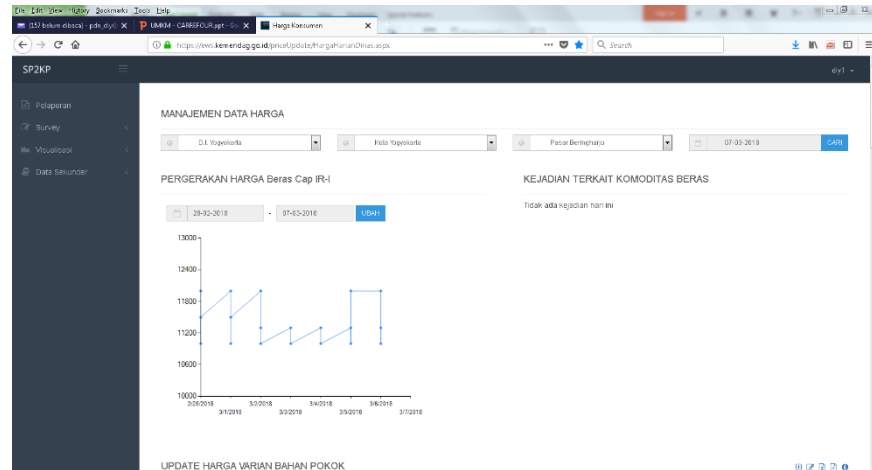 File Edit View History Bookmarks Tools Help
(157 belum dibaca) - pdn_diy@ X UMKM - CARREFOUR.ppt - Go X Harga Konsumen X
https://ews.kemendag.go.id/priceUpdate/HargaHarianDinas.aspx Search
SP2KP diy1
Pelaporan
Survey
Visualisasi
Data Sekunder
MANAJEMEN DATA HARGA
D.I. Yogyakarta Kota Yogyakarta Pasar Beringharjo 07-03-2018 CARI
PERGERAKAN HARGA Beras Cap IR-I KEJADIAN TERKAIT KOMODITAS BERAS
Tidak ada kejadian hari ini
28-02-2018 - 07-03-2018 UBAH
13000
12400
11800
11200
10600
10000
2/28/2018 3/2/2018 3/4/2018 3/6/2018
3/1/2018 3/3/2018 3/5/2018 3/7/2018
UPDATE HARGA VARIAN BAHAN POKOK